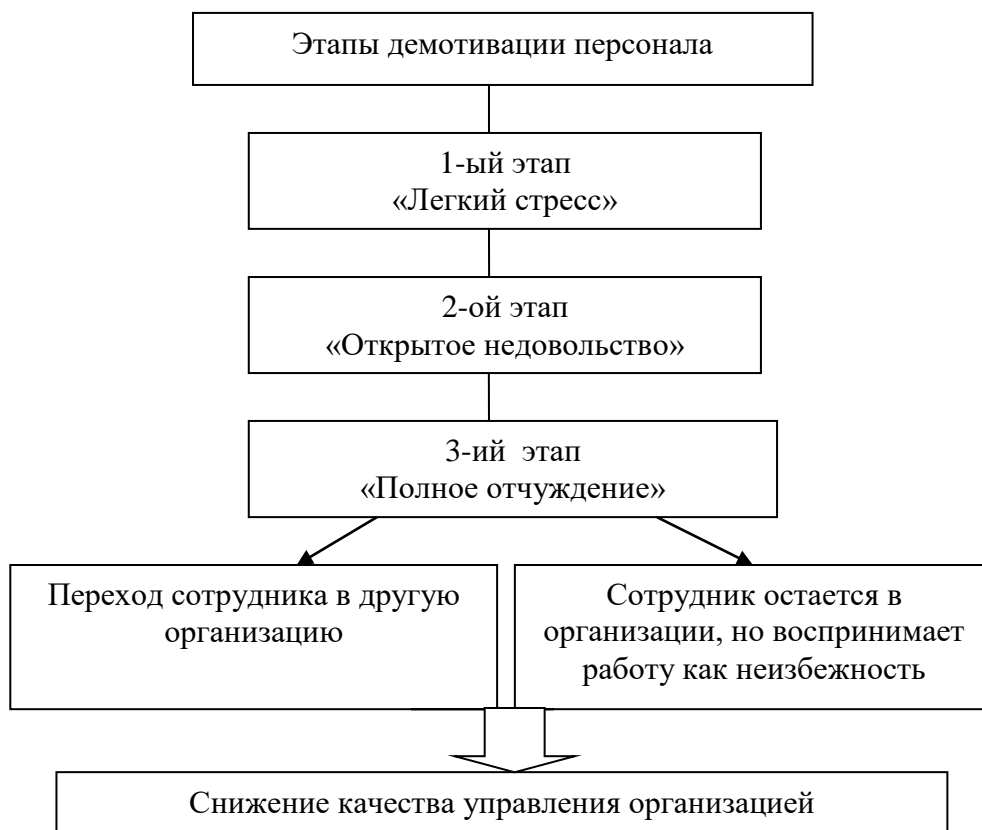 Этапы демотивации персонала
1-ый этап
«Легкий стресс»
2-ой этап
«Открытое недовольство»
3-ий этап
«Полное отчуждение»
Переход сотрудника в другую
организацию
Сотрудник остается в
организации, но воспринимает
работу как неизбежность
Снижение качества управления организацией